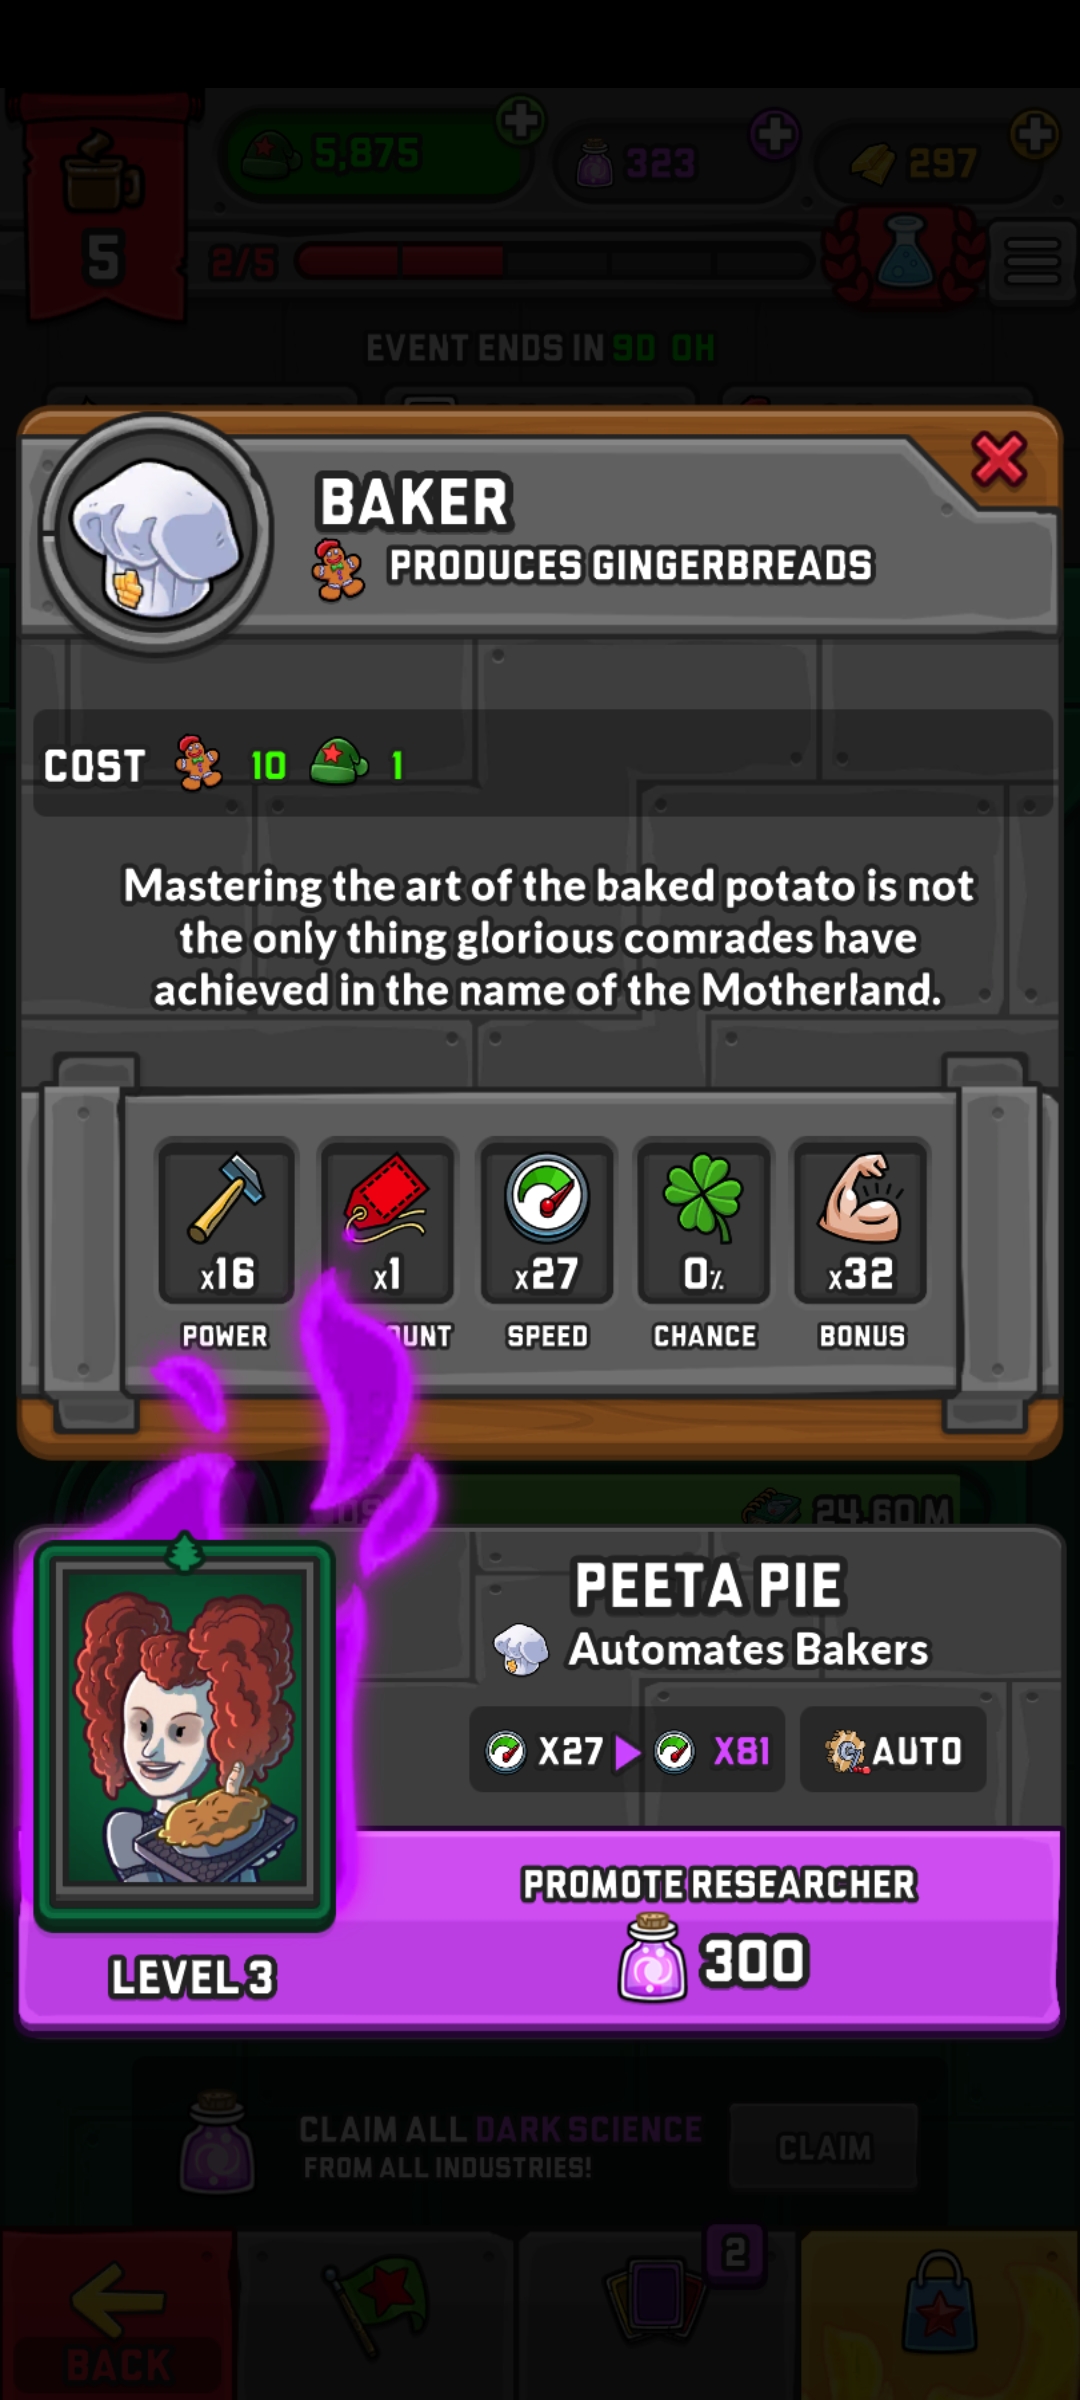 5,875
323
297
5
2/5
EVENT ENDS IN 9D 0H
BAKER
PRODUCES GINGERBREADS
COST 10 1
Mastering the art of the baked potato is not
the only thing glorious comrades have
achieved in the name of the Motherland.
x16 x1 x27 0% x32
POWER UNT SPEED CHANCE BONUS
24.60 M
PEETA PIE
Automates Bakers
X27 X81 AUTO
PROMOTE RESEARCHER
300
LEVEL 3
CLAIM ALL DARK SCIENCE
FROM ALL INDUSTRIES!
CLAIM
2
BACK